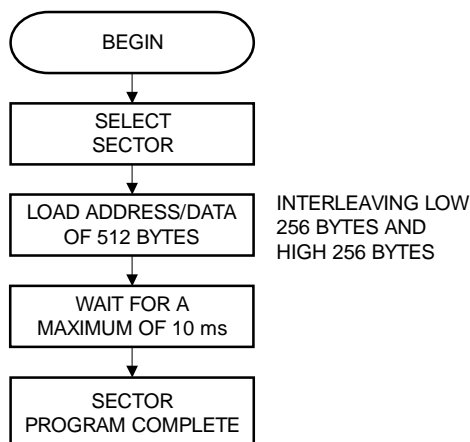 BEGIN
SELECT
SECTOR
LOAD ADDRESS/DATA
OF 512 BYTES
INTERLEAVING LOW
256 BYTES AND
HIGH 256 BYTES
WAIT FOR A
MAXIMUM OF 10 ms
SECTOR
PROGRAM COMPLETE